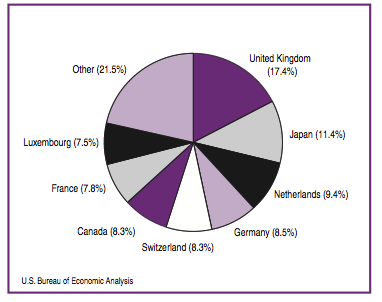 United Kingdom
(17.4%)
Other (21.5%)
Japan (11.4%)
Luxembourg (7.5%)
France (7.8%)
Netherlands (9.4%)
Canada (8.3%)
Germany (8.5%)
Switzerland (8.3%)
U.S. Bureau of Economic Analysis